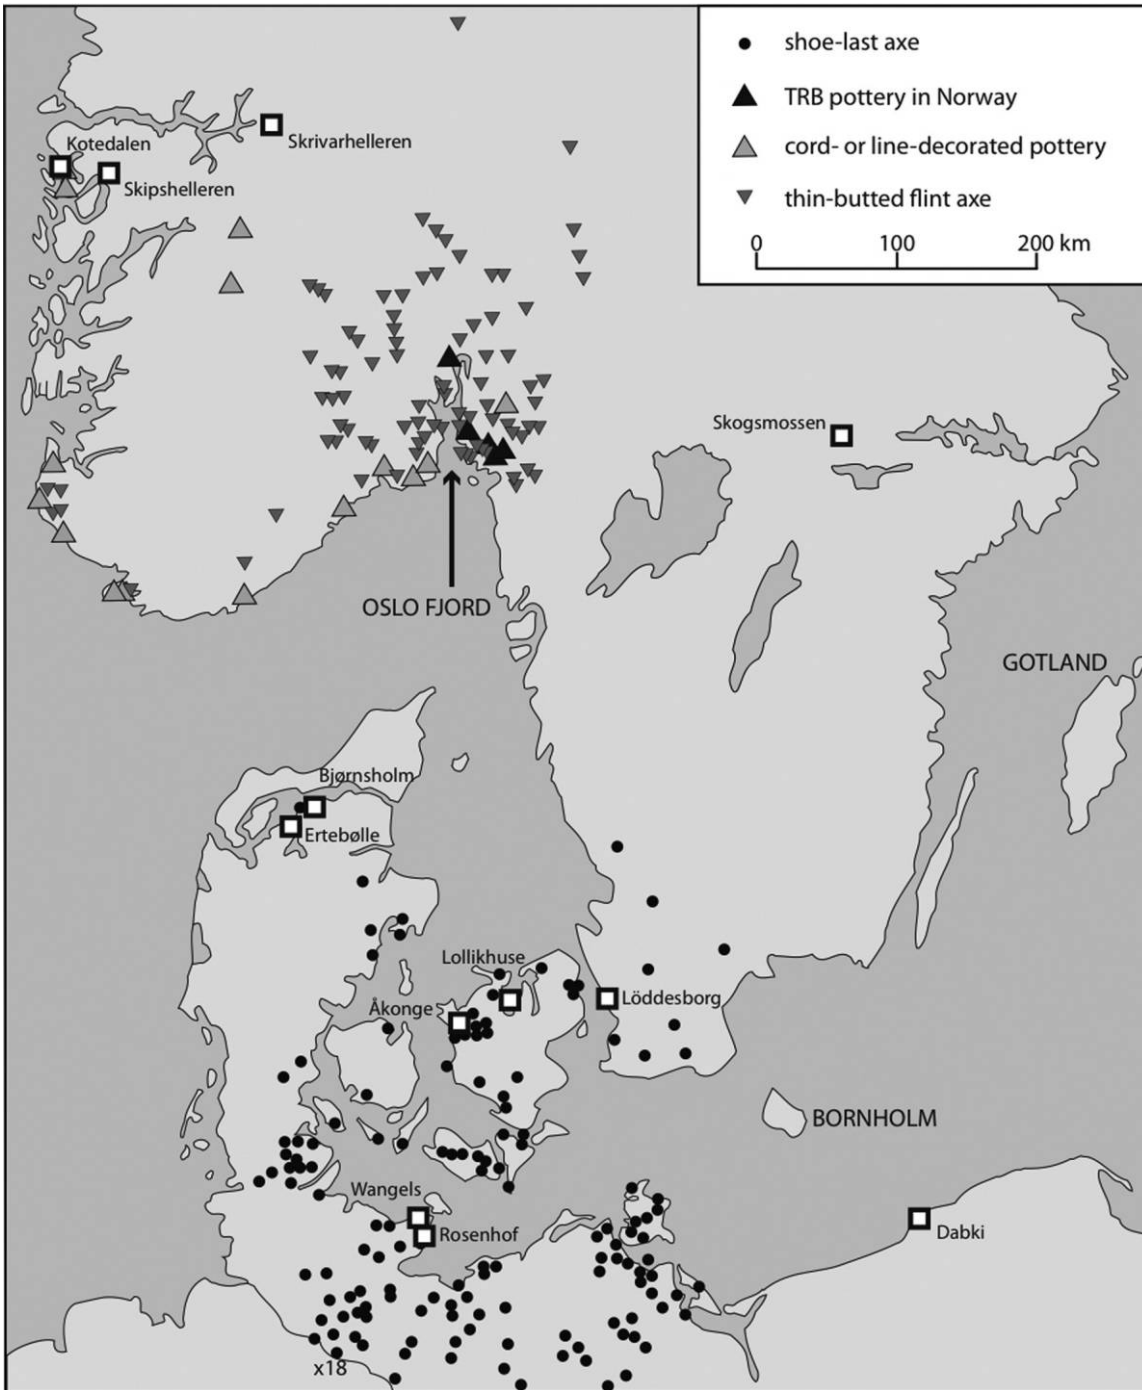 shoe-last axe
TRB pottery in Norway
cord- or line-decorated pottery
thin-butted flint axe
0 100 200 km
Kotedalen
Skrivarhelleren
Skipshelleren
Skogsmossen
OSLO FJORD
GOTLAND
Bjørnsholm
Ertebølle
Lollikhuse
Åkonge
Löddesborg
BORNHOLM
Wangels
Rosenhof
Dabki
x18